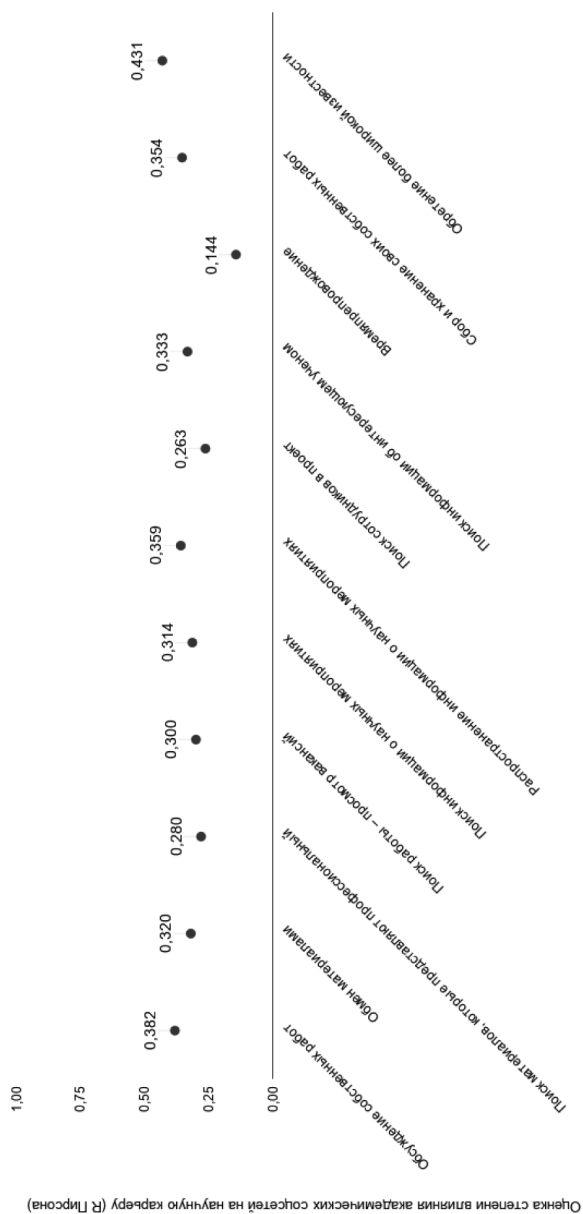 Оценка степени влияния академических соцсетей на научную карьеру (R Пирсона)
1,00
0,75
0,50
0,25
0,00
0,382
0,320
0,280
0,300
0,314
0,359
0,263
0,333
0,144
0,354
0,431
Обсуждение собственных работ
Обмен материалами
Поиск материалов, которые представляют профессиональный
Поиск работы – просмотр вакансий
Поиск информации о научных мероприятиях
Распространение информации о научных мероприятиях
Поиск сотрудников в проект
Поиск информации об интересующем ученом
Времяпрепровождение
Сбор и хранение своих собственных работ
Обретение более широкой известности